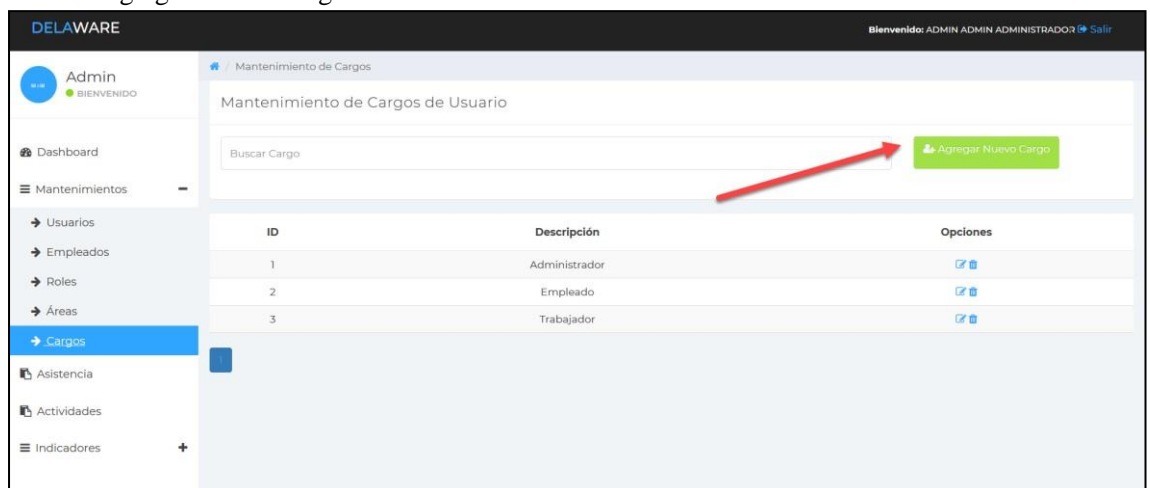 DELAWARE
Bienvenido: ADMIN ADMIN ADMINISTRADOR Salir
Admin
BIENVENIDO
/ Mantenimiento de Cargos
Mantenimiento de Cargos de Usuario
Buscar Cargo
Agregar Nuevo Cargo
Dashboard
Mantenimientos
Usuarios
Empleados
Roles
Áreas
Cargos
Asistencia
Actividades
Indicadores
ID Descripción Opciones
1 Administrador
2 Empleado
3 Trabajador
1